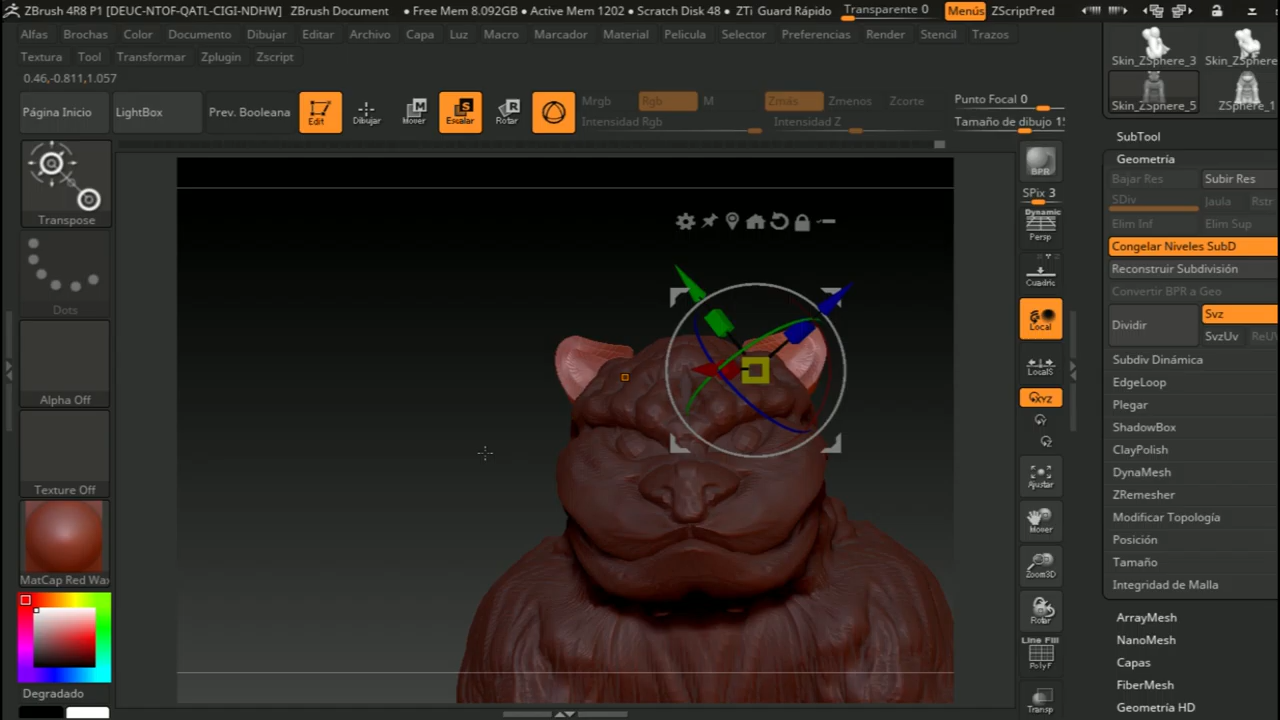 ZBrush 4R8 P1 [DEUC-NTOF-QATL-CIGI-NDHW] ZBrush Document • Free Mem 8.092GB • Active Mem 1202 • Scratch Disk 48 • ZTi Guard Rápido Transparente 0 Menús ZScriptPred
Alfas Brochas Color Documento Dibujar Editar Archivo Capa Luz Macro Marcador Material Pelicula Selector Preferencias Render Stencil Trazos
Textura Tool Transformar Zplugin Zscript
0.46,-0.811,1.057
Página Inicio LightBox Prev. Booleana Edit Dibujar Mover Escalar Rotar
Mrgb Rgb M Zmás Zmenos Zcorte Punto Focal 0
Intensidad Rgb Intensidad Z Tamaño de dibujo 1
Transpose
Dots
Alpha Off
Texture Off
MatCap Red Wax
Degradado
BPR
SPix 3
Dynamic
Persp
Cuadric
Local
LocalS
XYZ
Y
Z
Ajustar
Mover
Zoom3D
Rotar
Line Fill
PolyF
Transp
Skin_ZSphere_3 Skin_ZSphere
Skin_ZSphere_5 ZSphere_1
SubTool
Geometría
Bajar Res Subir Res
SDiv Jaula Rstr
Elim Inf Elim Sup
Congelar Niveles SubD
Reconstruir Subdivisión
Convertir BPR a Geo
Dividir Svz
SvzUv ReU
Subdiv Dinámica
EdgeLoop
Plegar
ShadowBox
ClayPolish
DynaMesh
ZRemesher
Modificar Topología
Posición
Tamaño
Integridad de Malla
ArrayMesh
NanoMesh
Capas
FiberMesh
Geometría HD